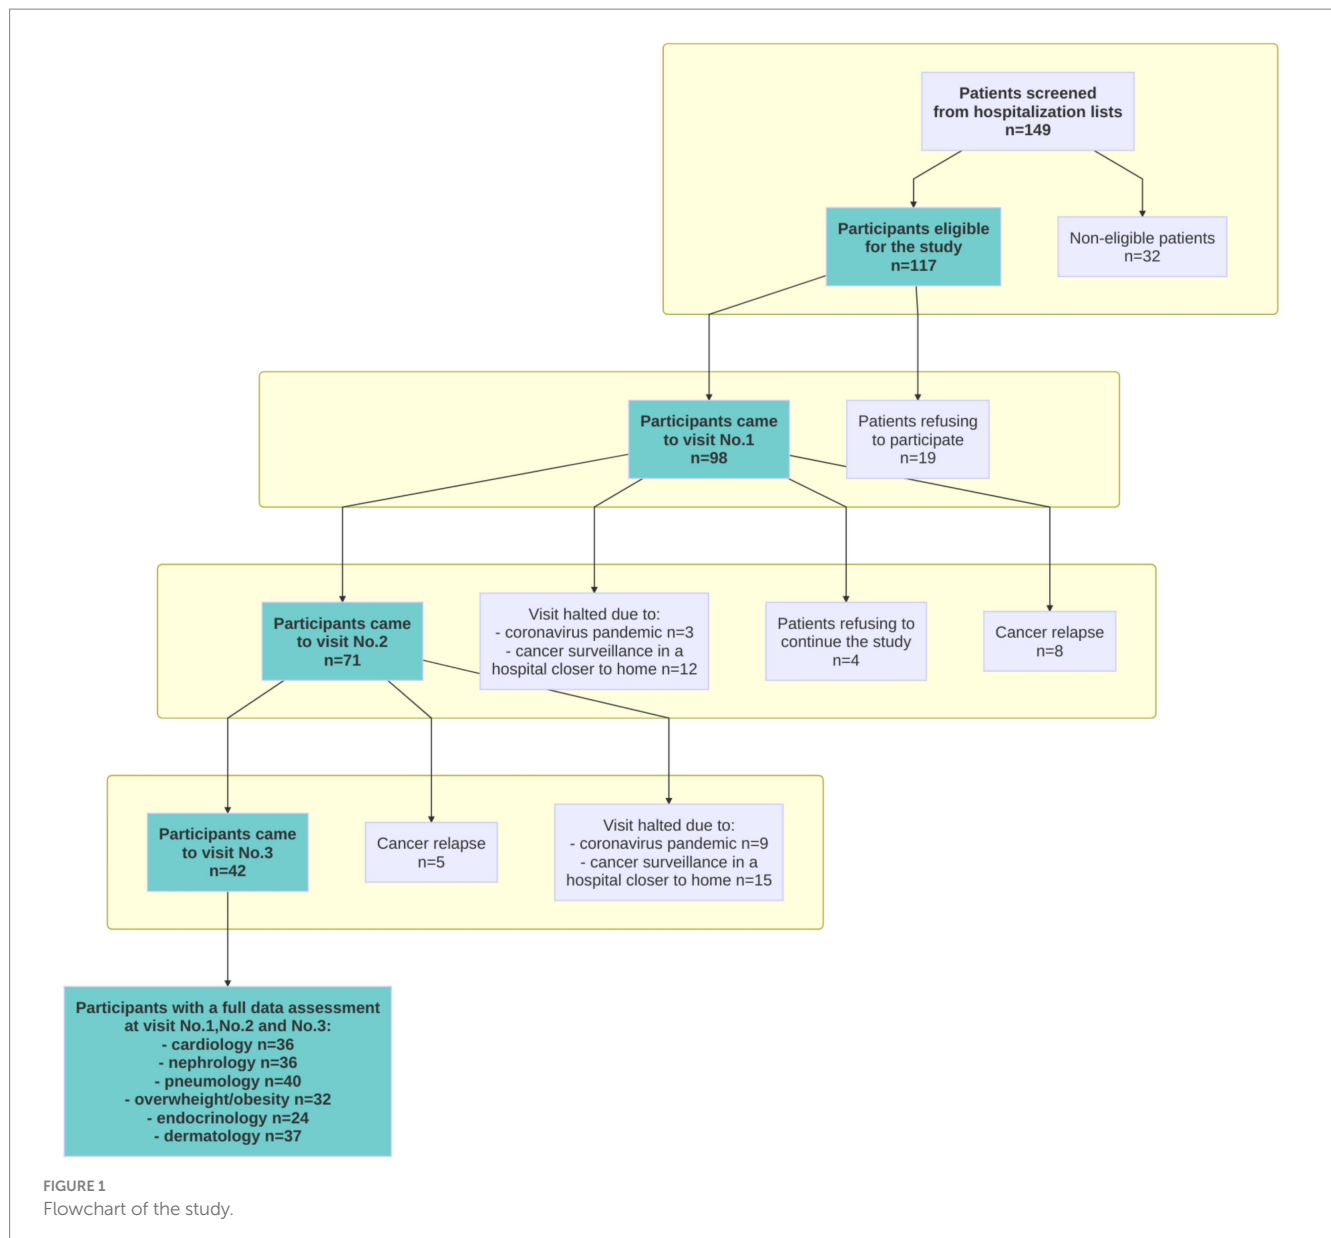 Patients screened
from hospitalization lists
n=149
Participants eligible
for the study
n=117
Non-eligible patients
n=32
Participants came
to visit No.1
n=98
Patients refusing
to participate
n=19
Participants came
to visit No.2
n=71
Visit halted due to:
- coronavirus pandemic n=3
- cancer surveillance in a
hospital closer to home n=12
Patients refusing to
continue the study
n=4
Cancer relapse
n=8
Participants came
to visit No.3
n=42
Cancer relapse
n=5
Visit halted due to:
- coronavirus pandemic n=9
- cancer surveillance in a
hospital closer to home n=15
Participants with a full data assessment
at visit No.1,No.2 and No.3:
- cardiology n=36
- nephrology n=36
- pneumology n=40
- overwheight/obesity n=32
- endocrinology n=24
- dermatology n=37
FIGURE 1
Flowchart of the study.